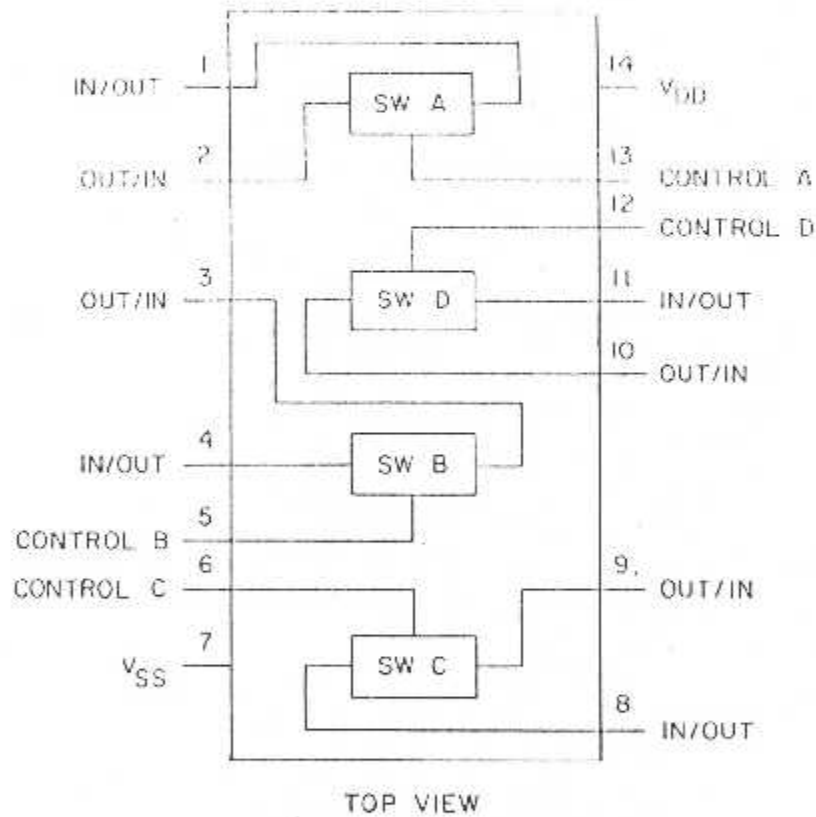 1
IN/OUT
SW A
14
VDD
2
OUT/IN
13
CONTROL A
12
CONTROL D
3
OUT/IN
SW D
11
IN/OUT
10
OUT/IN
4
IN/OUT
SW B
5
CONTROL B
6
CONTROL C
9
OUT/IN
7
VSS
SW C
8
IN/OUT
TOP VIEW